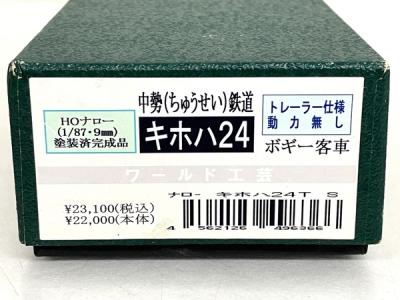 中勢(ちゅうせい)鉄道
HOナロー
(1/87・9㎜)
塗装済完成品
キホハ24
トレーラー仕様
動力無し
ボギー客車
ワールド工芸
ナロー キホハ24T S
¥23,100(税込)
¥22,000(本体)
4 562126 496366